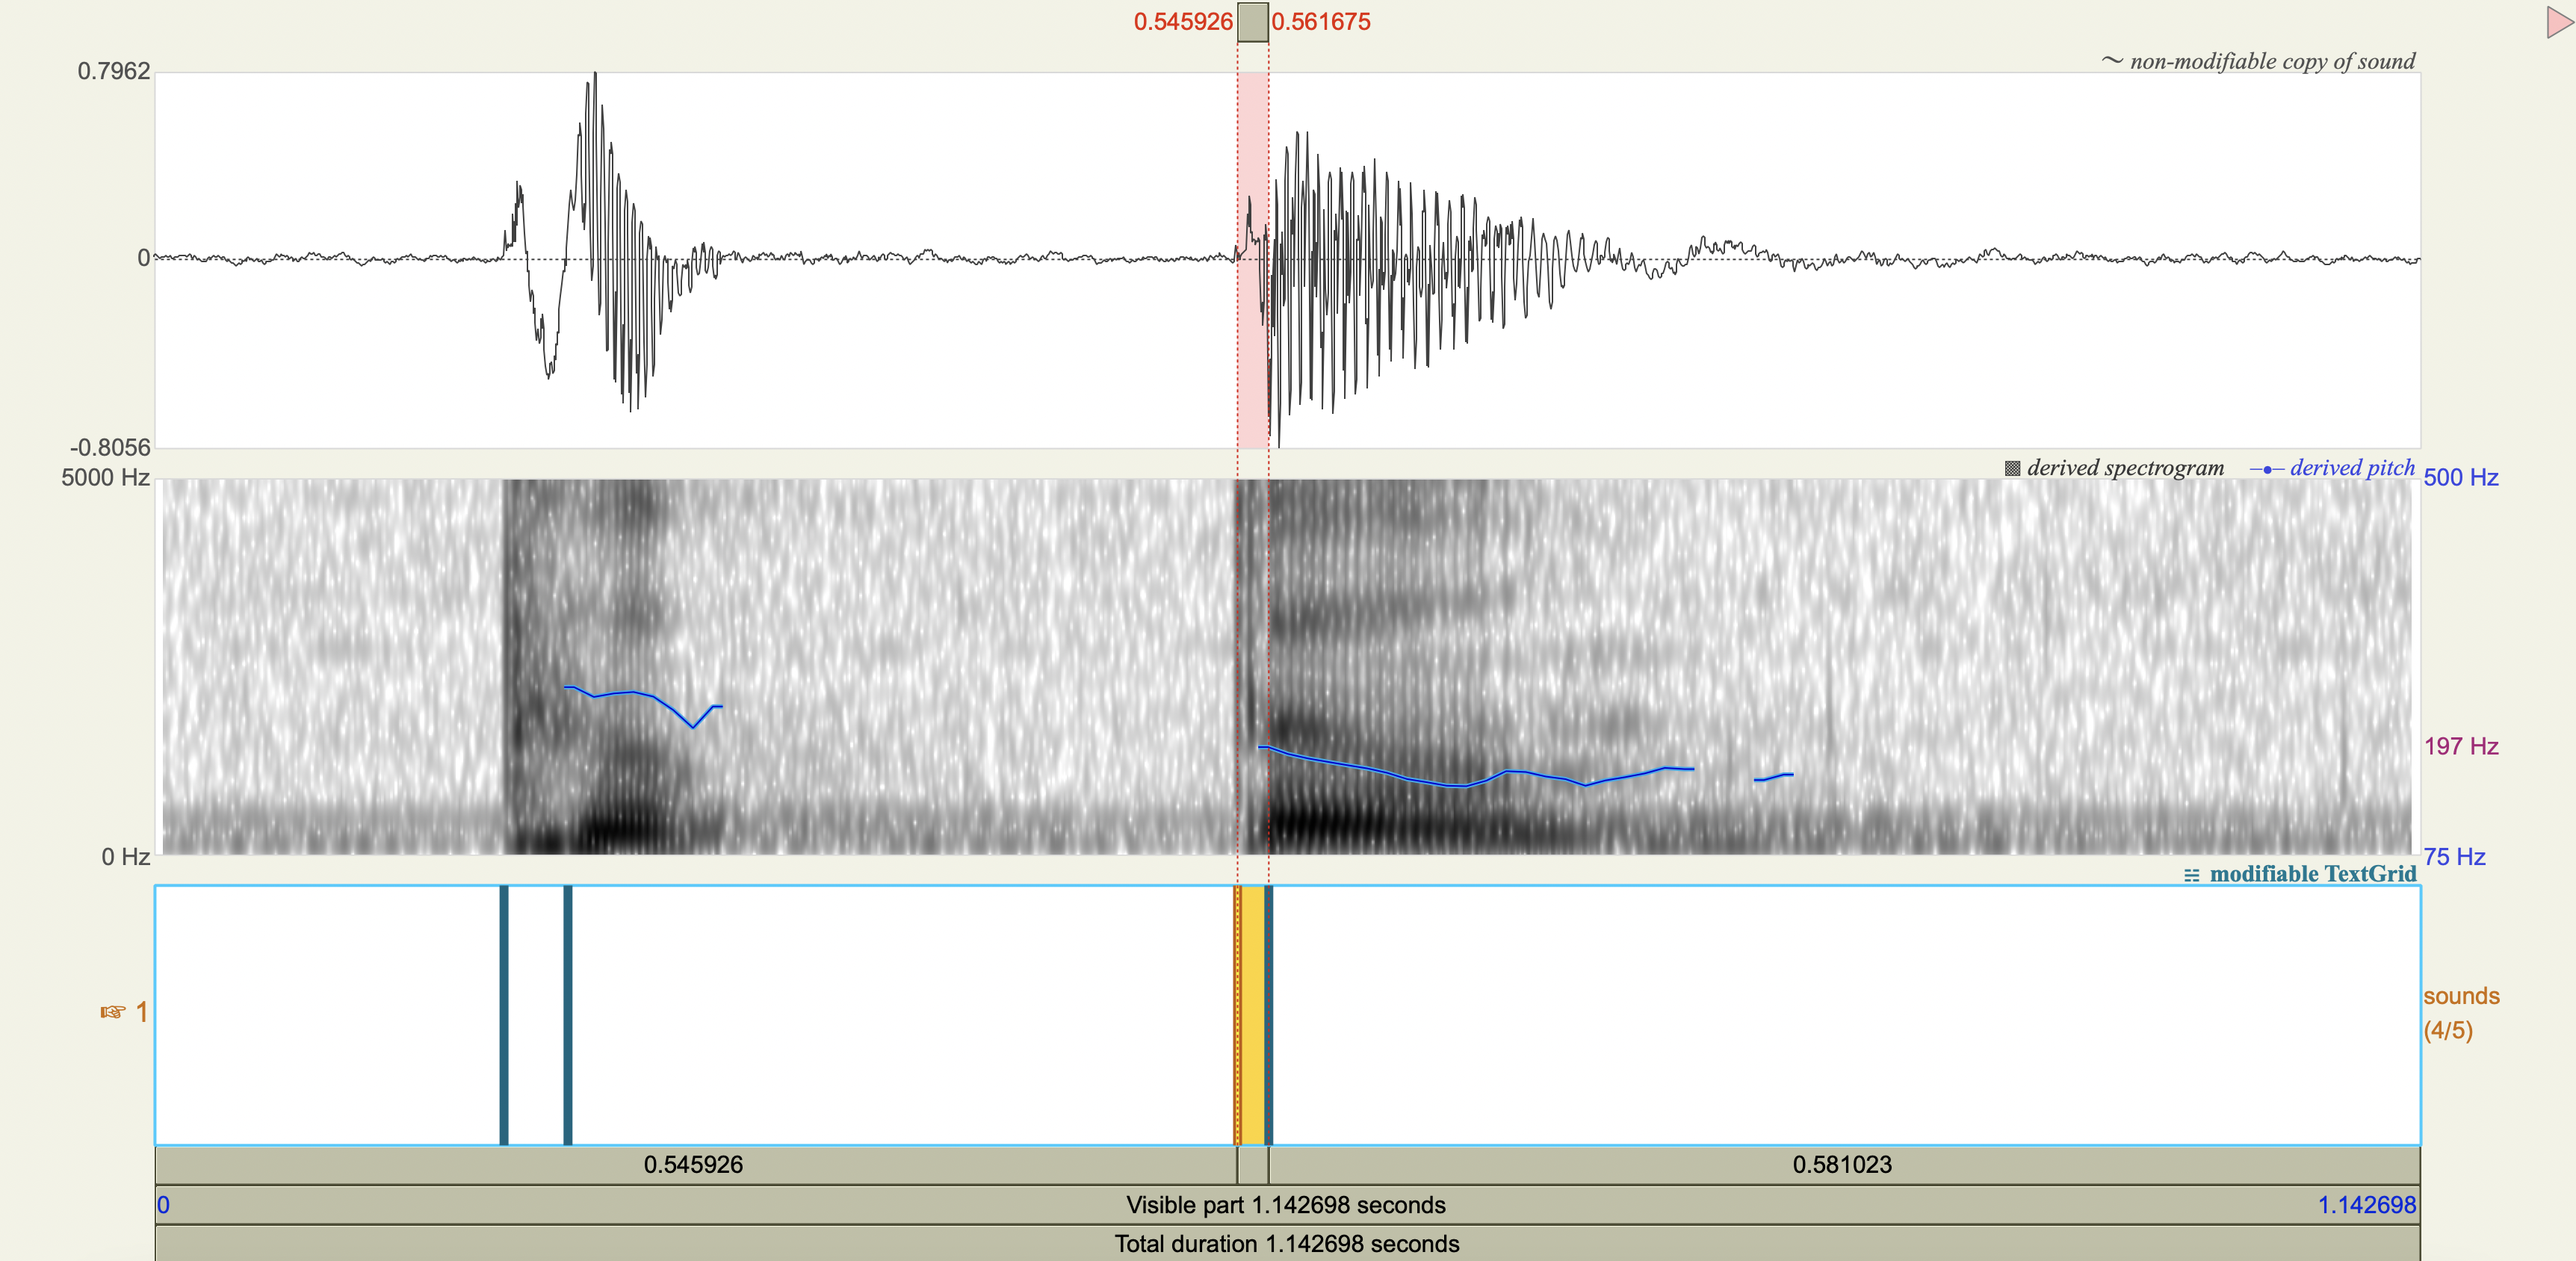 0.545926 0.561675
~ non-modifiable copy of sound
0.7962
0
-0.8056
derived spectrogram derived pitch
5000 Hz 500 Hz
197 Hz
0 Hz 75 Hz
modifiable TextGrid
☞ 1 sounds
(4/5)
0.545926 0.581023
0 Visible part 1.142698 seconds 1.142698
Total duration 1.142698 seconds